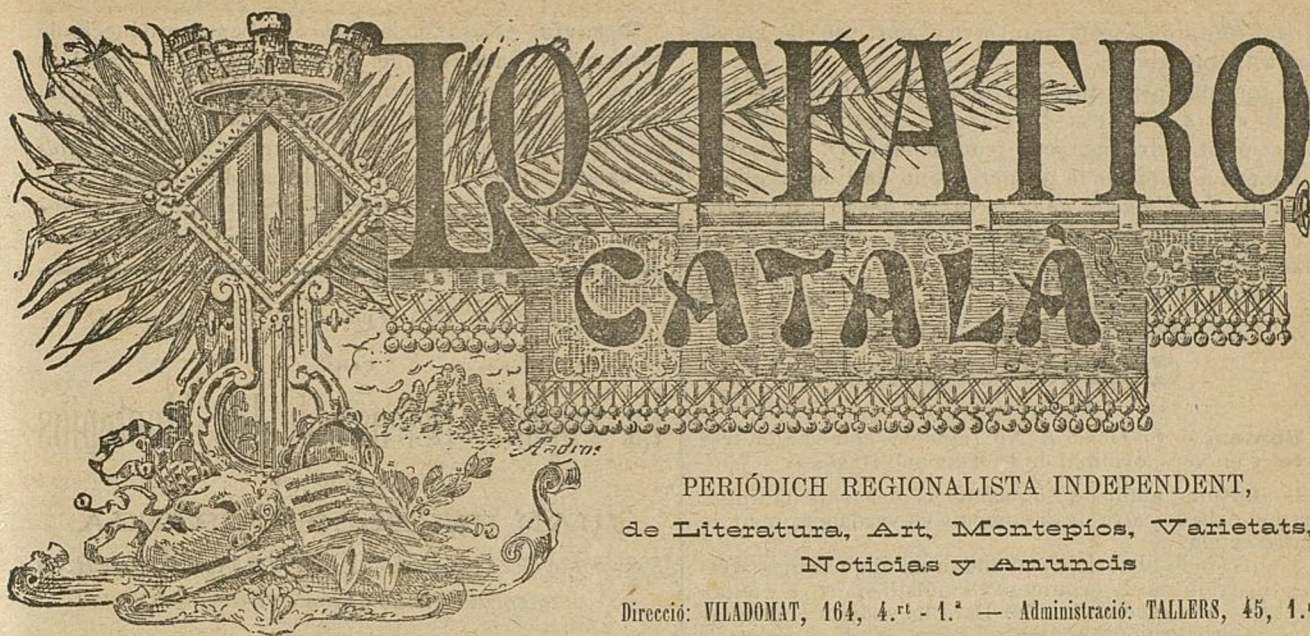 LO TEATRO
CATALÀ
PERIÓDICH REGIONALISTA INDEPENDENT,
de Literatura, Art, Montepíos, Varietats,
Noticias y Anuncis
Direcció: VILADOMAT, 164, 4.rt - 1.ª — Administració: TALLERS, 45, 1.